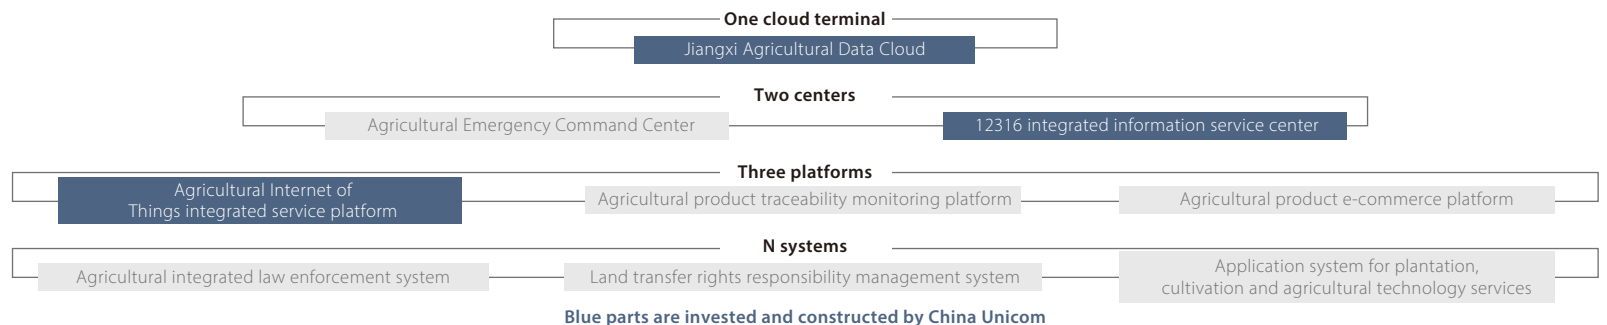 One cloud terminal
Jiangxi Agricultural Data Cloud
Two centers
Agricultural Emergency Command Center
12316 integrated information service center
Three platforms
Agricultural Internet of
Things integrated service platform
Agricultural product traceability monitoring platform
Agricultural product e-commerce platform
N systems
Agricultural integrated law enforcement system
Land transfer rights responsibility management system
Application system for plantation,
cultivation and agricultural technology services
Blue parts are invested and constructed by China Unicom